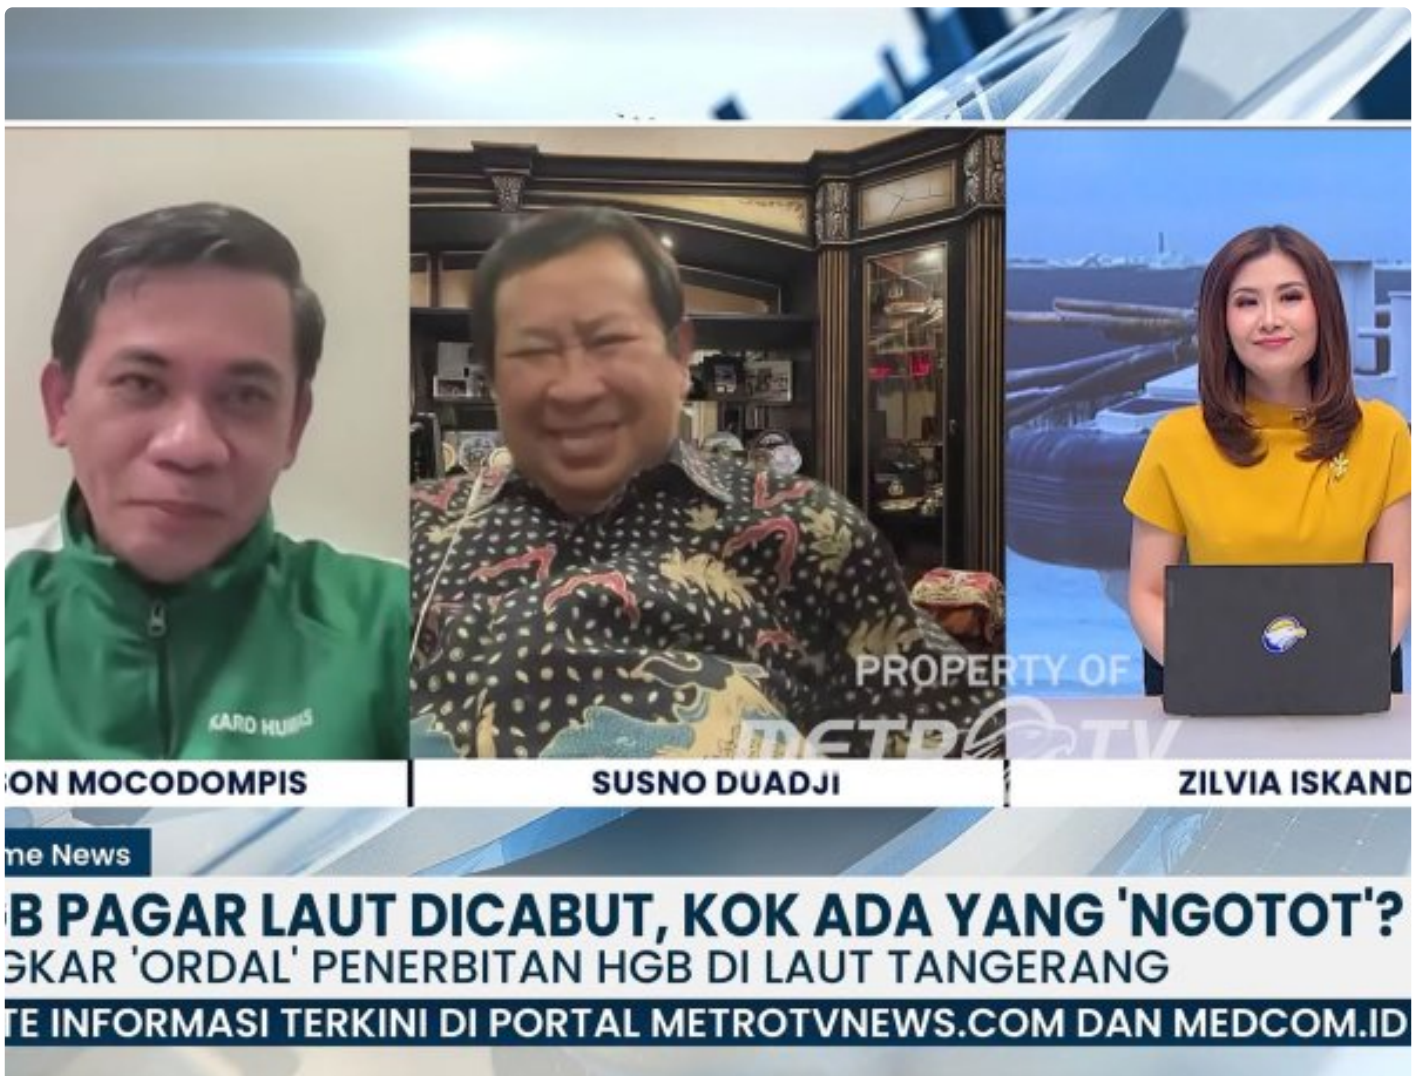 KARO HUMAS
PROPERTY OF
METRO TV
SON MOCODOMPIS
SUSNO DUADJI
ZILVIA ISKAND
me News
GB PAGAR LAUT DICABUT, KOK ADA YANG 'NGOTOT'?
GKAR 'ORDAL' PENERBITAN HGB DI LAUT TANGERANG
TE INFORMASI TERKINI DI PORTAL METROTVNEWS.COM DAN MEDCOM.ID